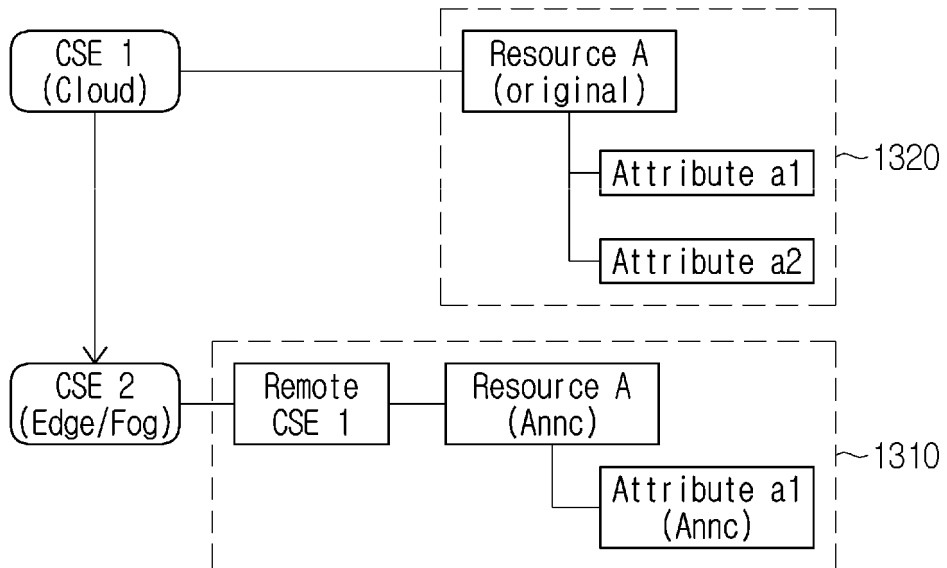 CSE 1
(Cloud)
Resource A
(original)
Attribute a1
Attribute a2
1320
CSE 2
(Edge/Fog)
Remote
CSE 1
Resource A
(Annc)
Attribute a1
(Annc)
1310